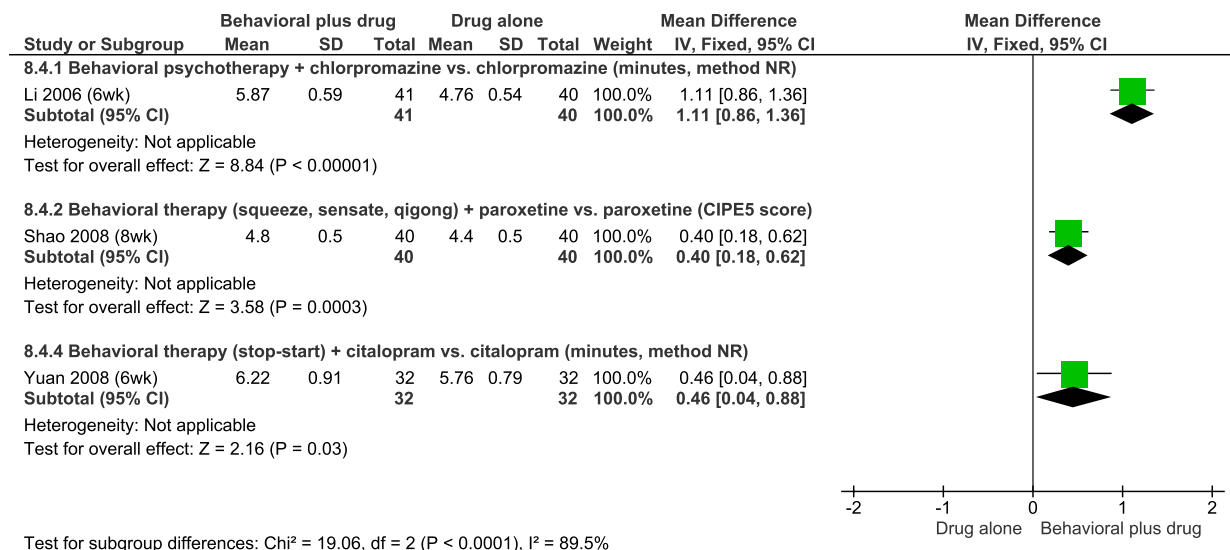 Behavioral plus drug Drug alone Mean Difference Mean Difference
Study or Subgroup Mean SD Total Mean SD Total Weight IV, Fixed, 95% CI IV, Fixed, 95% CI
8.4.1 Behavioral psychotherapy + chlorpromazine vs. chlorpromazine (minutes, method NR)
Li 2006 (6wk) 5.87 0.59 41 4.76 0.54 40 100.0% 1.11 [0.86, 1.36]
Subtotal (95% CI) 41 40 100.0% 1.11 [0.86, 1.36]
Heterogeneity: Not applicable
Test for overall effect: Z = 8.84 (P < 0.00001)
8.4.2 Behavioral therapy (squeeze, sensate, qigong) + paroxetine vs. paroxetine (CIPE5 score)
Shao 2008 (8wk) 4.8 0.5 40 4.4 0.5 40 100.0% 0.40 [0.18, 0.62]
Subtotal (95% CI) 40 40 100.0% 0.40 [0.18, 0.62]
Heterogeneity: Not applicable
Test for overall effect: Z = 3.58 (P = 0.0003)
8.4.4 Behavioral therapy (stop-start) + citalopram vs. citalopram (minutes, method NR)
Yuan 2008 (6wk) 6.22 0.91 32 5.76 0.79 32 100.0% 0.46 [0.04, 0.88]
Subtotal (95% CI) 32 32 100.0% 0.46 [0.04, 0.88]
Heterogeneity: Not applicable
Test for overall effect: Z = 2.16 (P = 0.03)
-2 -1 0 1 2
Drug alone Behavioral plus drug
Test for subgroup differences: Chi² = 19.06, df = 2 (P < 0.0001), I² = 89.5%